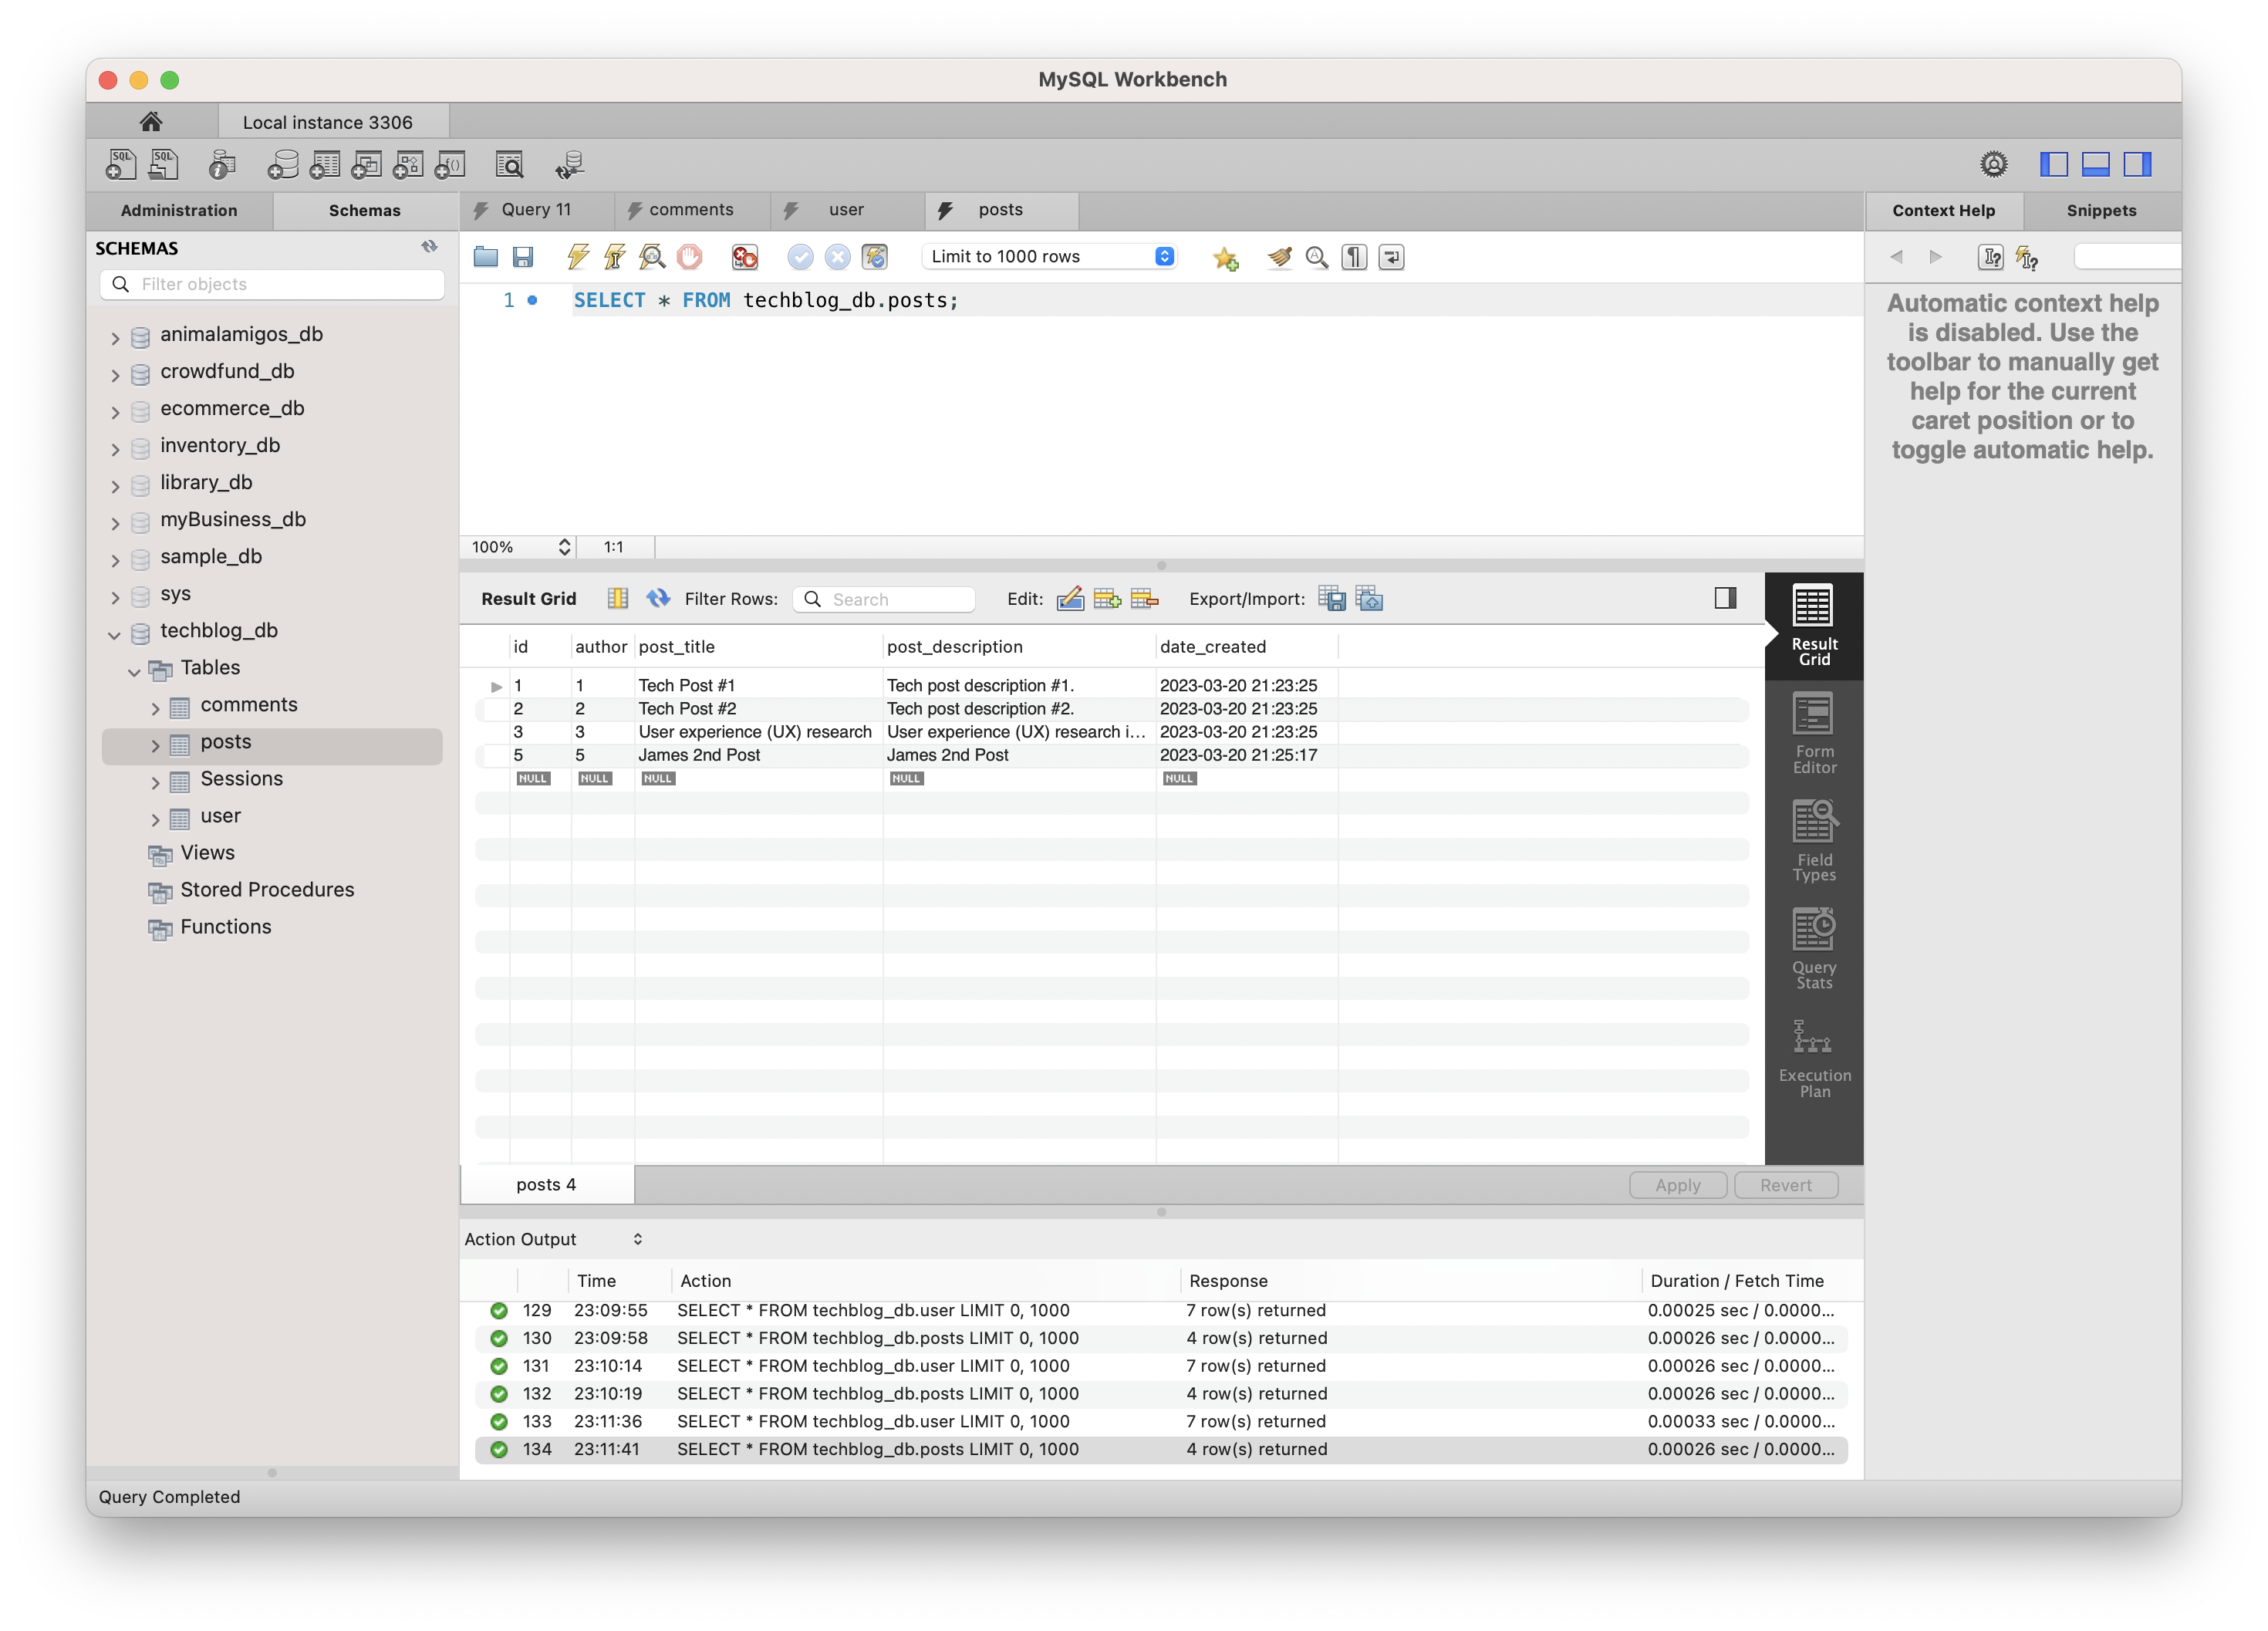 MySQL Workbench
Local instance 3306
Administration Schemas
Query 11 comments user posts
Context Help Snippets
SCHEMAS
Filter objects
Limit to 1000 rows
1 SELECT * FROM techblog_db.posts;
Automatic context help
is disabled. Use the
toolbar to manually get
help for the current
caret position or to
toggle automatic help.
animalamigos_db
crowdfund_db
ecommerce_db
inventory_db
library_db
myBusiness_db
sample_db
sys
techblog_db
Tables
comments
posts
Sessions
user
Views
Stored Procedures
Functions
100% 1:1
Result Grid Filter Rows: Search Edit: Export/Import:
id author post_title post_description date_created
1 1 Tech Post #1 Tech post description #1. 2023-03-20 21:23:25
2 2 Tech Post #2 Tech post description #2. 2023-03-20 21:23:25
3 3 User experience (UX) research User experience (UX) research i... 2023-03-20 21:23:25
5 5 James 2nd Post James 2nd Post 2023-03-20 21:25:17
NULL NULL NULL NULL NULL
Result
Grid
Form
Editor
Field
Types
Query
Stats
Execution
Plan
posts 4 Apply Revert
Action Output
Time Action Response Duration / Fetch Time
129 23:09:55 SELECT * FROM techblog_db.user LIMIT 0, 1000 7 row(s) returned 0.00025 sec / 0.0000...
130 23:09:58 SELECT * FROM techblog_db.posts LIMIT 0, 1000 4 row(s) returned 0.00026 sec / 0.0000...
131 23:10:14 SELECT * FROM techblog_db.user LIMIT 0, 1000 7 row(s) returned 0.00026 sec / 0.0000...
132 23:10:19 SELECT * FROM techblog_db.posts LIMIT 0, 1000 4 row(s) returned 0.00026 sec / 0.0000...
133 23:11:36 SELECT * FROM techblog_db.user LIMIT 0, 1000 7 row(s) returned 0.00033 sec / 0.0000...
134 23:11:41 SELECT * FROM techblog_db.posts LIMIT 0, 1000 4 row(s) returned 0.00026 sec / 0.0000...
Query Completed